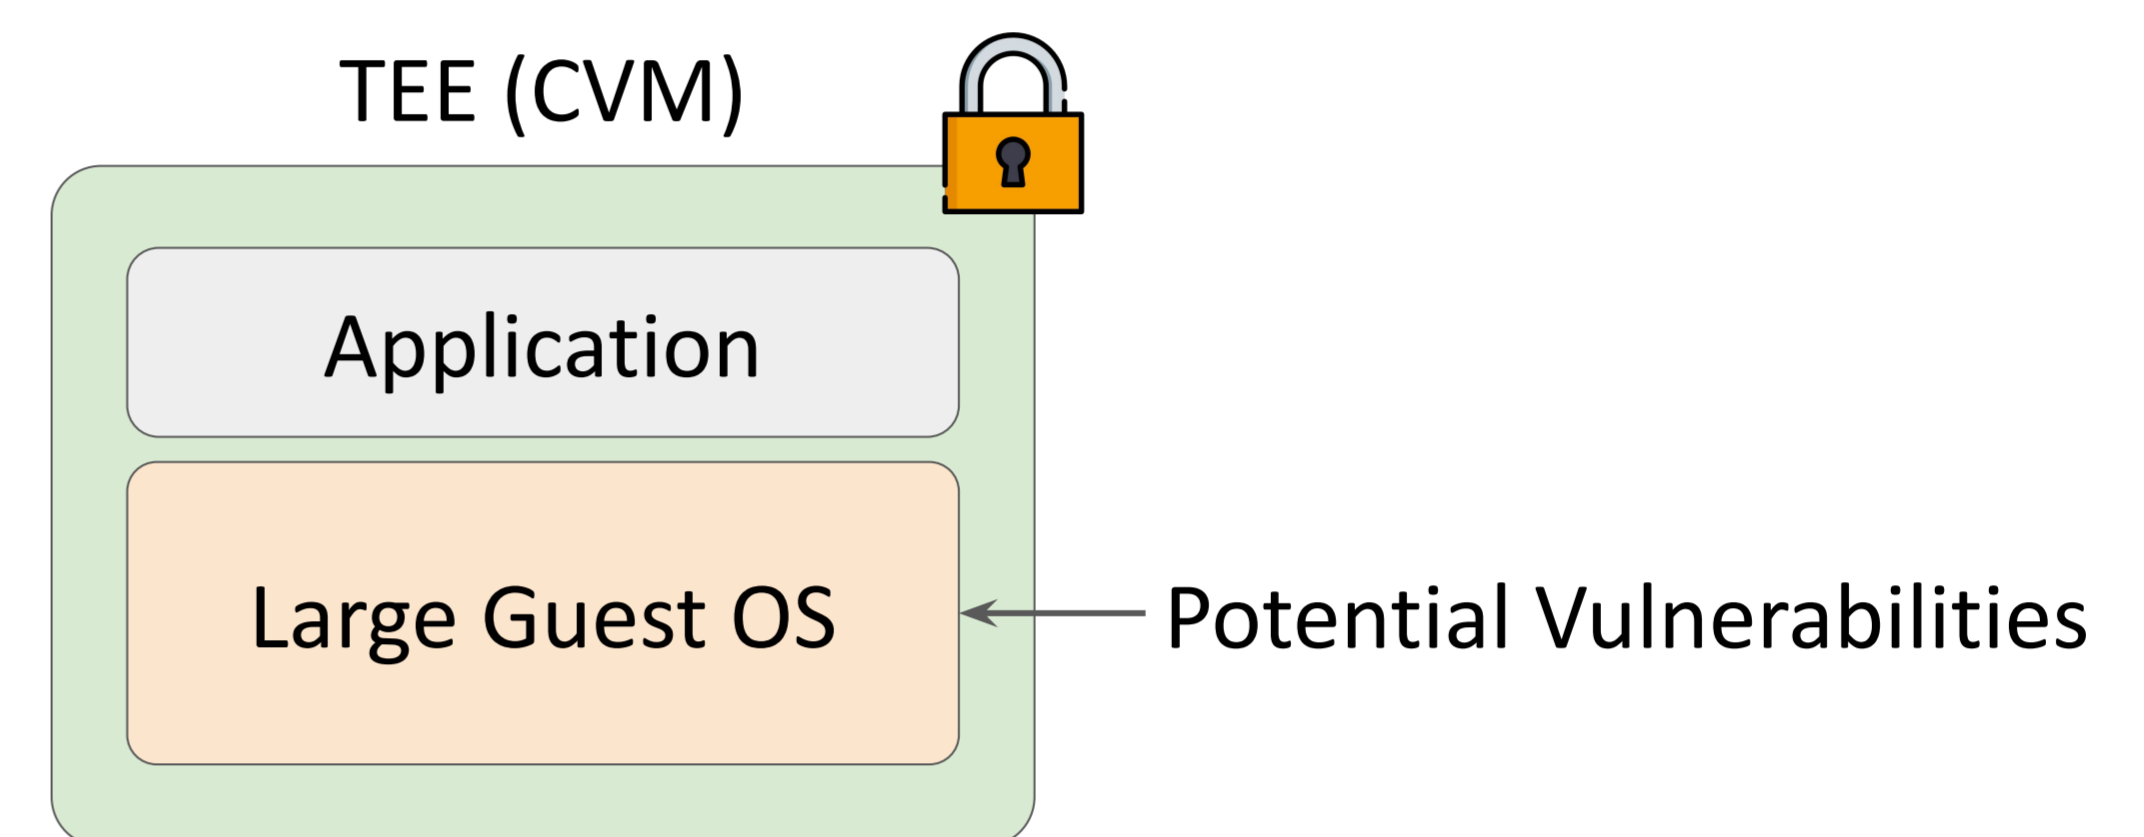 TEE (CVM)
Application
Large Guest OS
Potential Vulnerabilities